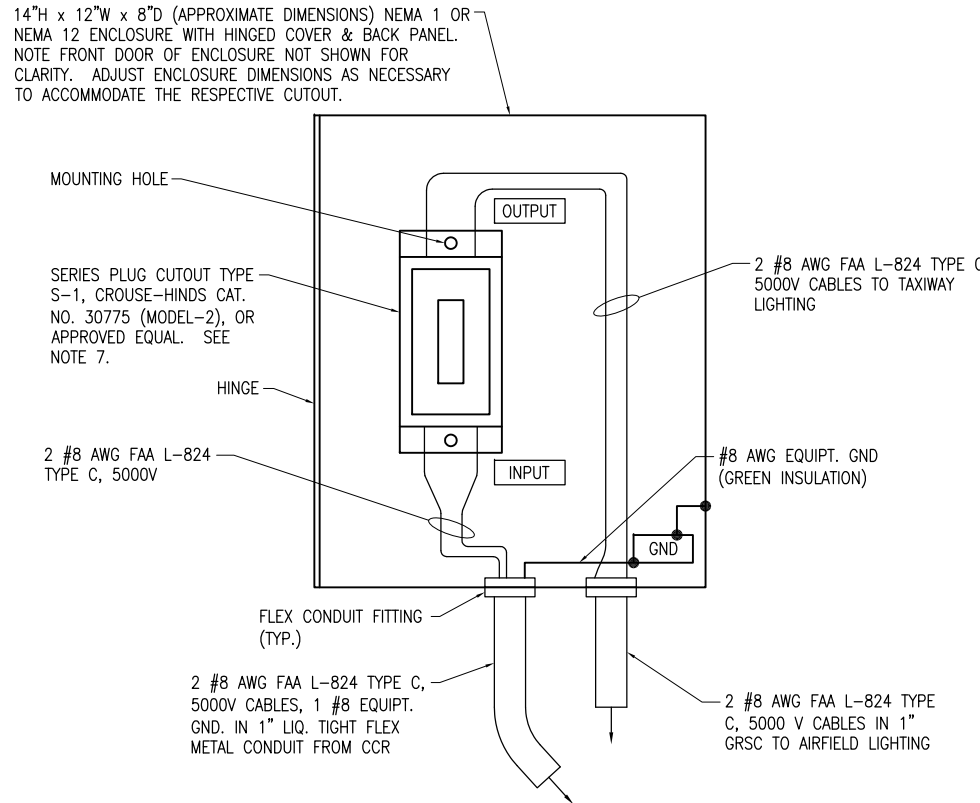 14"H x 12"W x 8"D (APPROXIMATE DIMENSIONS) NEMA 1 OR
NEMA 12 ENCLOSURE WITH HINGED COVER & BACK PANEL.
NOTE FRONT DOOR OF ENCLOSURE NOT SHOWN FOR
CLARITY. ADJUST ENCLOSURE DIMENSIONS AS NECESSARY
TO ACCOMMODATE THE RESPECTIVE CUTOUT.
MOUNTING HOLE
OUTPUT
SERIES PLUG CUTOUT TYPE
S-1, CROUSE-HINDS CAT.
NO. 30775 (MODEL-2), OR
APPROVED EQUAL. SEE
NOTE 7.
2 #8 AWG FAA L-824 TYPE C
5000V CABLES TO TAXIWAY
LIGHTING
HINGE
2 #8 AWG FAA L-824
TYPE C, 5000V
INPUT
#8 AWG EQUIPT. GND
(GREEN INSULATION)
GND
FLEX CONDUIT FITTING
(TYP.)
2 #8 AWG FAA L-824 TYPE C,
5000V CABLES, 1 #8 EQUIPT.
GND. IN 1" LIQ. TIGHT FLEX
METAL CONDUIT FROM CCR
2 #8 AWG FAA L-824 TYPE
C, 5000 V CABLES IN 1"
GRSC TO AIRFIELD LIGHTING